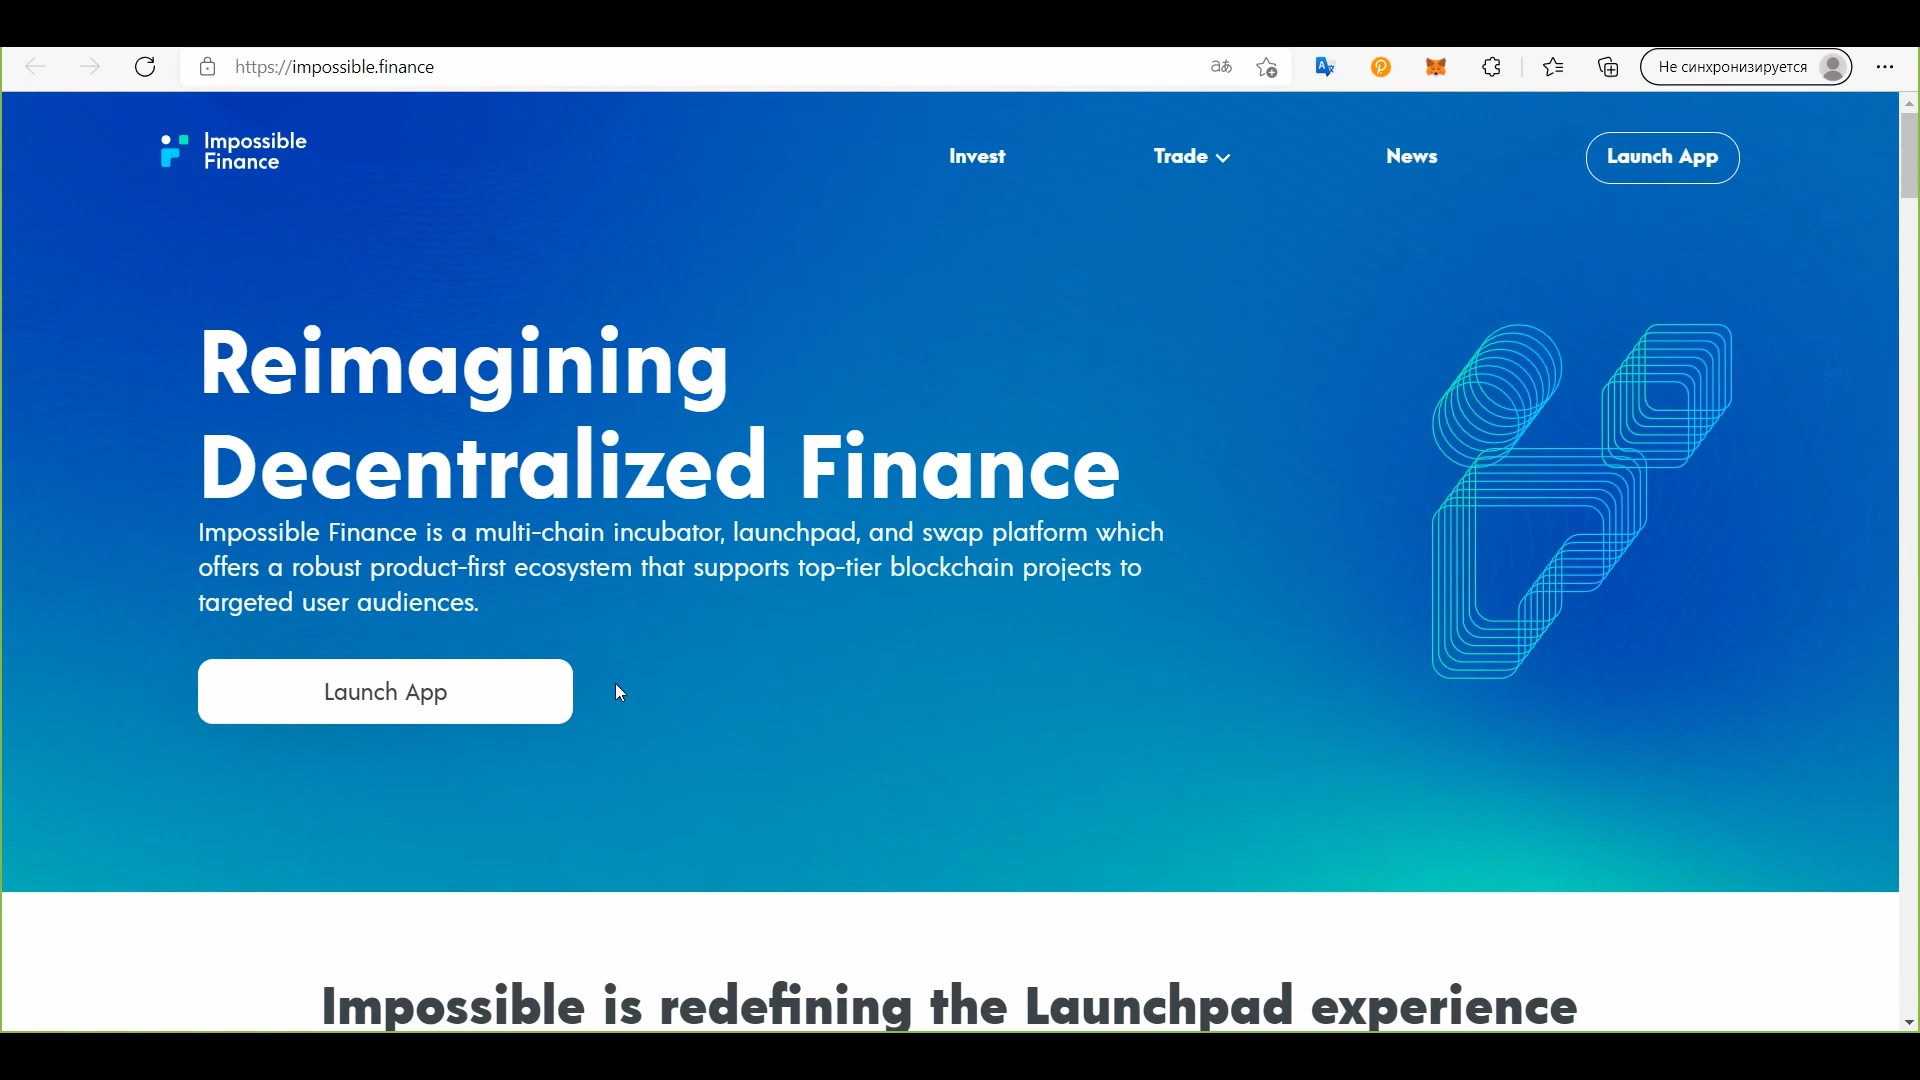 https://impossible.finance
Не синхронизируется
Impossible
Finance
Invest
Trade
News
Launch App
Reimagining
Decentralized Finance
Impossible Finance is a multi-chain incubator, launchpad, and swap platform which
offers a robust product-first ecosystem that supports top-tier blockchain projects to
targeted user audiences.
Launch App
Impossible is redefining the Launchpad experience